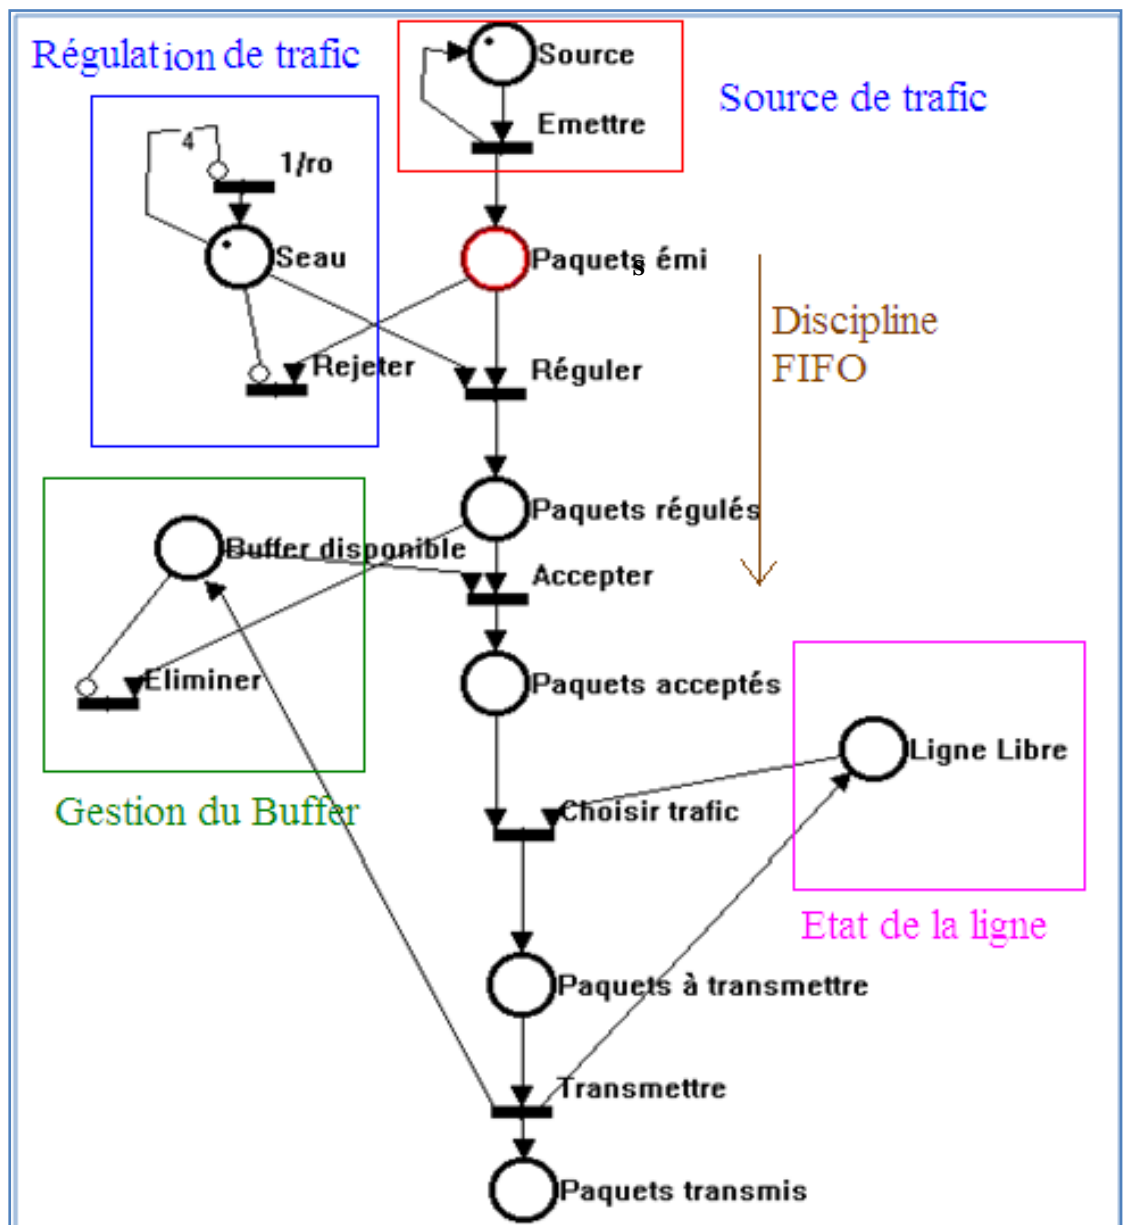 Régulation de trafic
Source
Source de trafic
Emettre
4
1/ro
Seau
Paquets émi
s
Discipline
FIFO
Rejeter
Réguler
Paquets régulés
Buffer disponible
Accepter
Eliminer
Paquets acceptés
Ligne Libre
Gestion du Buffer
Choisir trafic
Etat de la ligne
Paquets à transmettre
Transmettre
Paquets transmis